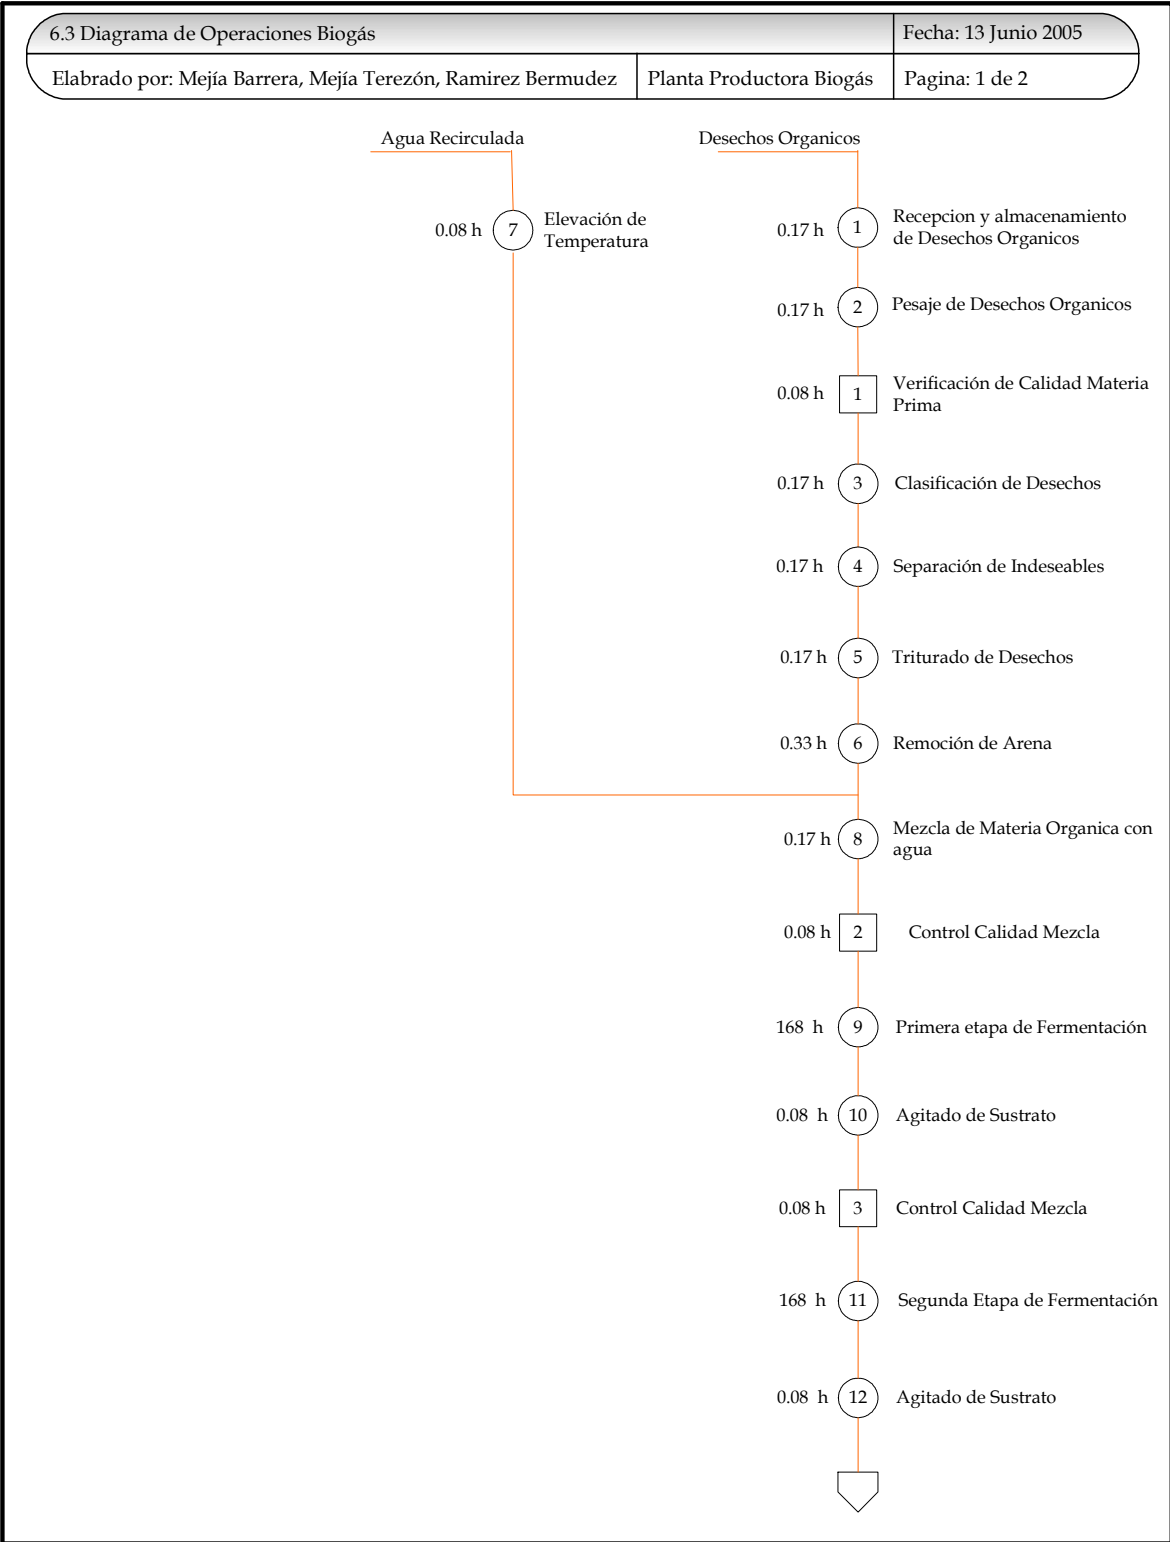 6.3 Diagrama de Operaciones Biogás
Fecha: 13 Junio 2005
Elabrado por: Mejía Barrera, Mejía Terezón, Ramirez Bermudez
Planta Productora Biogás
Pagina: 1 de 2
Agua Recirculada
Desechos Organicos
0.08 h
7
Elevación de
Temperatura
0.17 h
1
Recepcion y almacenamiento
de Desechos Organicos
0.17 h
2
Pesaje de Desechos Organicos
0.08 h
1
Verificación de Calidad Materia
Prima
0.17 h
3
Clasificación de Desechos
0.17 h
4
Separación de Indeseables
0.17 h
5
Triturado de Desechos
0.33 h
6
Remoción de Arena
0.17 h
8
Mezcla de Materia Organica con
agua
0.08 h
2
Control Calidad Mezcla
168 h
9
Primera etapa de Fermentación
0.08 h
10
Agitado de Sustrato
0.08 h
3
Control Calidad Mezcla
168 h
11
Segunda Etapa de Fermentación
0.08 h
12
Agitado de Sustrato